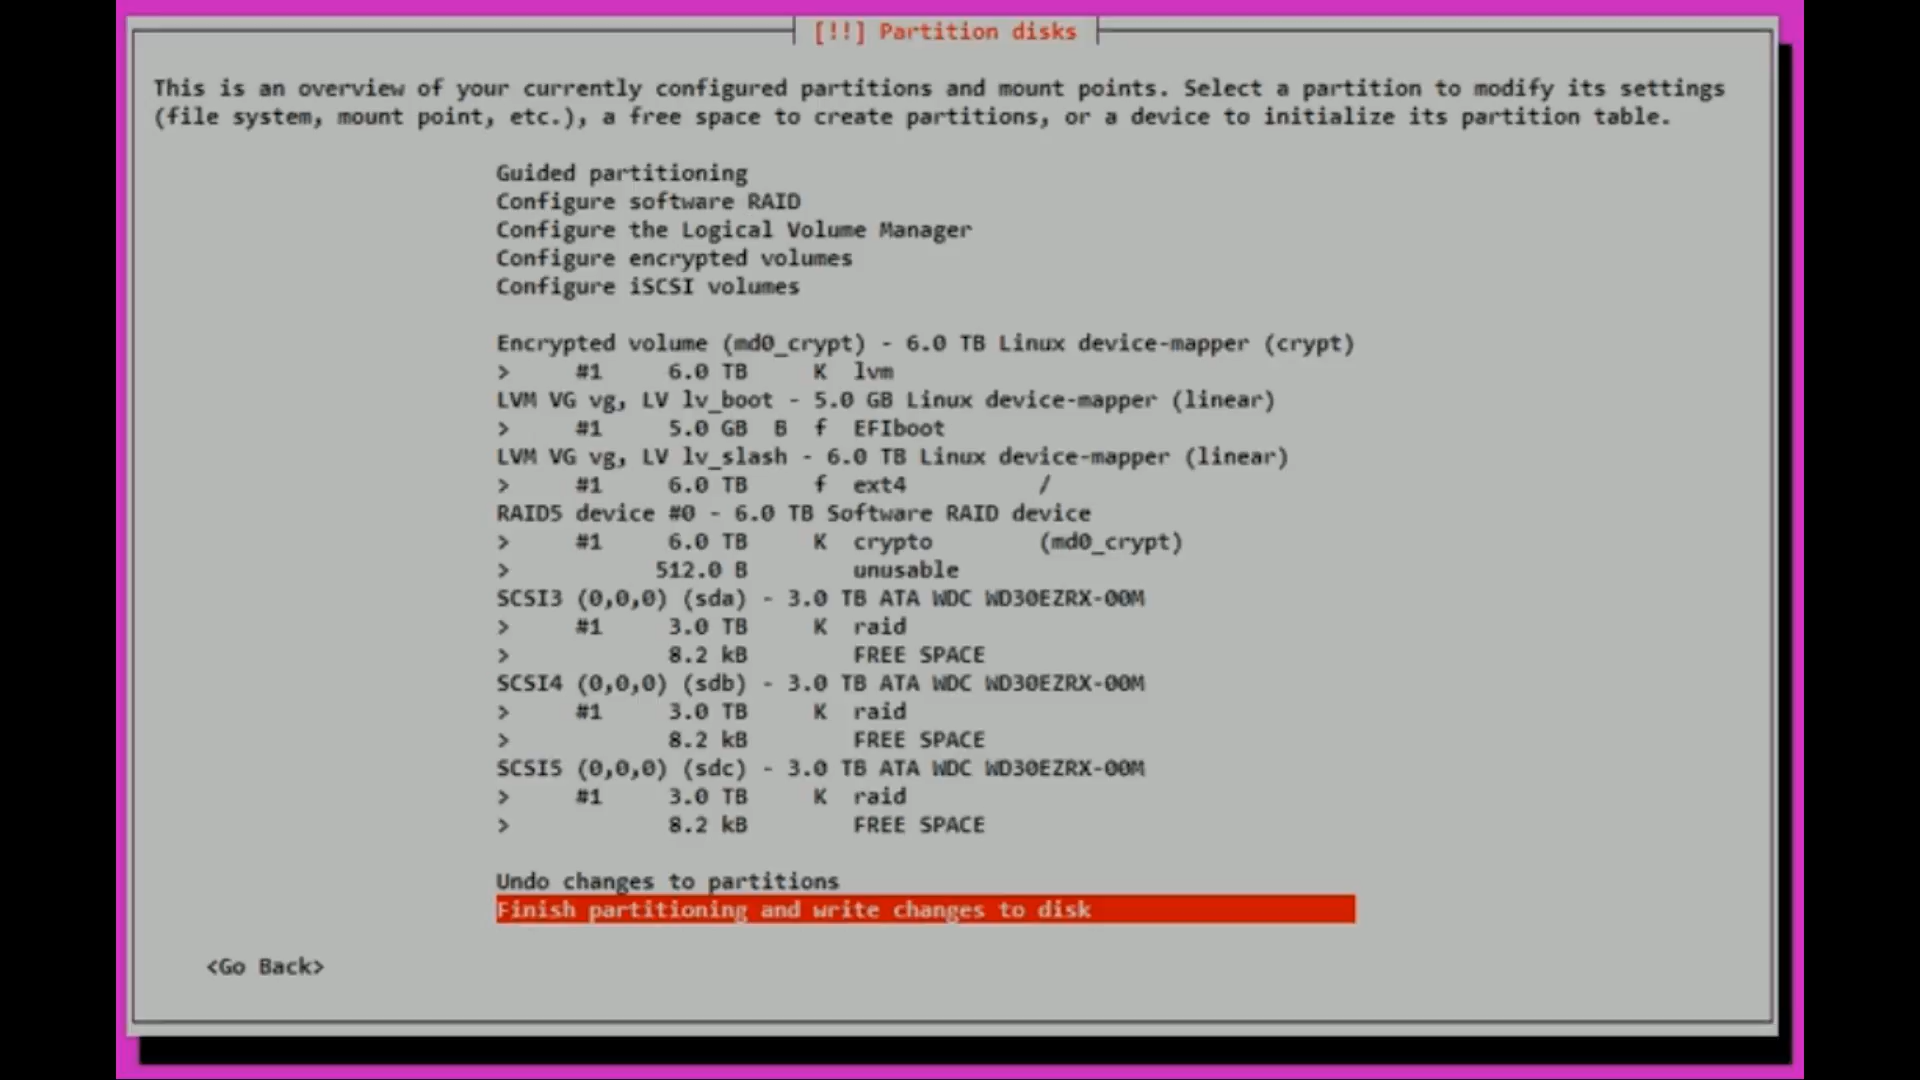 [!!] Partition disks
This is an overview of your currently configured partitions and mount points. Select a partition to modify its settings
(file system, mount point, etc.), a free space to create partitions, or a device to initialize its partition table.
Guided partitioning
Configure software RAID
Configure the Logical Volume Manager
Configure encrypted volumes
Configure iSCSI volumes
Encrypted volume (md0_crypt) - 6.0 TB Linux device-mapper (crypt)
> #1 6.0 TB K lvm
LVM VG vg, LV lv_boot - 5.0 GB Linux device-mapper (linear)
> #1 5.0 GB B f EFIboot
LVM VG vg, LV lv_slash - 6.0 TB Linux device-mapper (linear)
> #1 6.0 TB f ext4 /
RAID5 device #0 - 6.0 TB Software RAID device
> #1 6.0 TB K crypto (md0_crypt)
> 512.0 B unusable
SCSI3 (0,0,0) (sda) - 3.0 TB ATA WDC WD30EZRX-00M
> #1 3.0 TB K raid
> 8.2 kB FREE SPACE
SCSI4 (0,0,0) (sdb) - 3.0 TB ATA WDC WD30EZRX-00M
> #1 3.0 TB K raid
> 8.2 kB FREE SPACE
SCSI5 (0,0,0) (sdc) - 3.0 TB ATA WDC WD30EZRX-00M
> #1 3.0 TB K raid
> 8.2 kB FREE SPACE
Undo changes to partitions
Finish partitioning and write changes to disk
<Go Back>